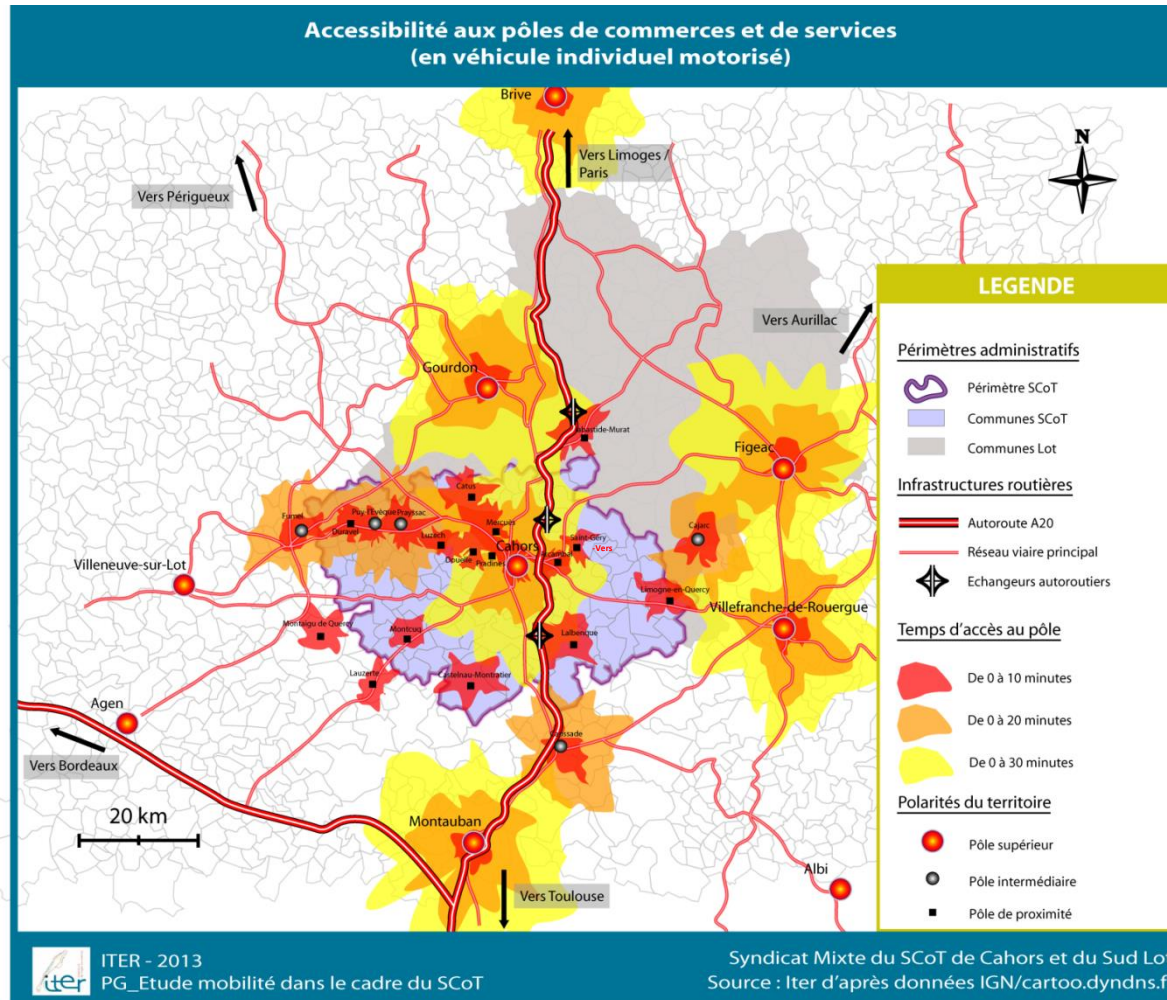 Accessibilité aux pôles de commerces et de services
(en véhicule individuel motorisé)
Brive
Vers Limoges /
Paris
Vers Périgueux
N
Vers Aurillac
Gourdon
Figeac
Catus
Puy l'Evêque
Prayssac
Fumel
Duravel
Luzech
Mercuès
Cajarc
Saint-Géry
-Vers
Cahors
Douelle
Pradines
Villeneuve-sur-Lot
Limogne-en-Quercy
Villefranche-de-Rouergue
Montaigu de Quercy
Montcuq
Lalbenque
Lauzerte
Castelnau-Montratier
Agen
Vers Bordeaux
20 km
Montauban
Vers Toulouse
Albi
LEGENDE
Périmètres administratifs
Périmètre SCoT
Communes SCoT
Communes Lot
Infrastructures routières
Autoroute A20
Réseau viaire principal
Echangeurs autoroutiers
Temps d'accès au pôle
De 0 à 10 minutes
De 0 à 20 minutes
De 0 à 30 minutes
Polarités du territoire
Pôle supérieur
Pôle intermédiaire
Pôle de proximité
iter
ITER - 2013
PG_Etude mobilité dans le cadre du SCoT
Syndicat Mixte du SCoT de Cahors et du Sud Lot
Source : Iter d'après données IGN/cartoo.dyndns.f